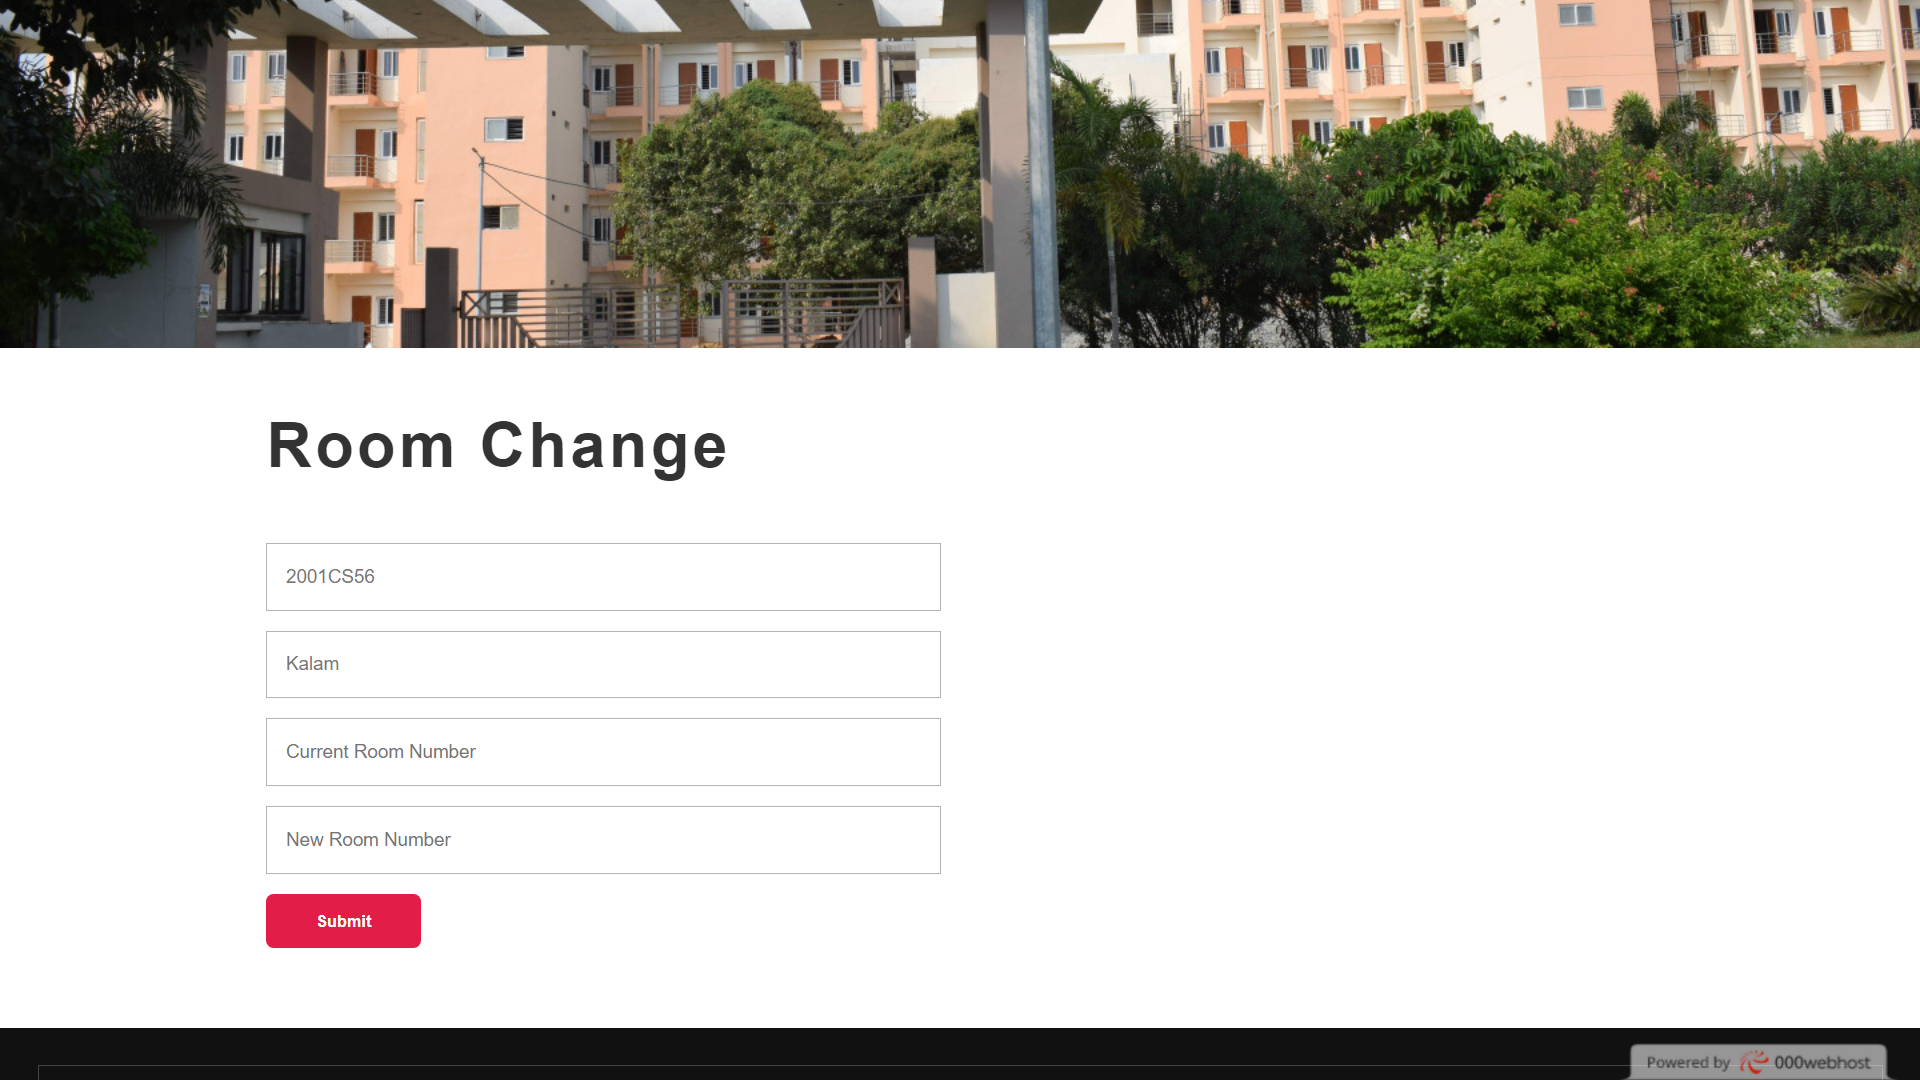 Room Change
2001CS56
Kalam
Current Room Number
New Room Number
Submit
Powered by 000webhost